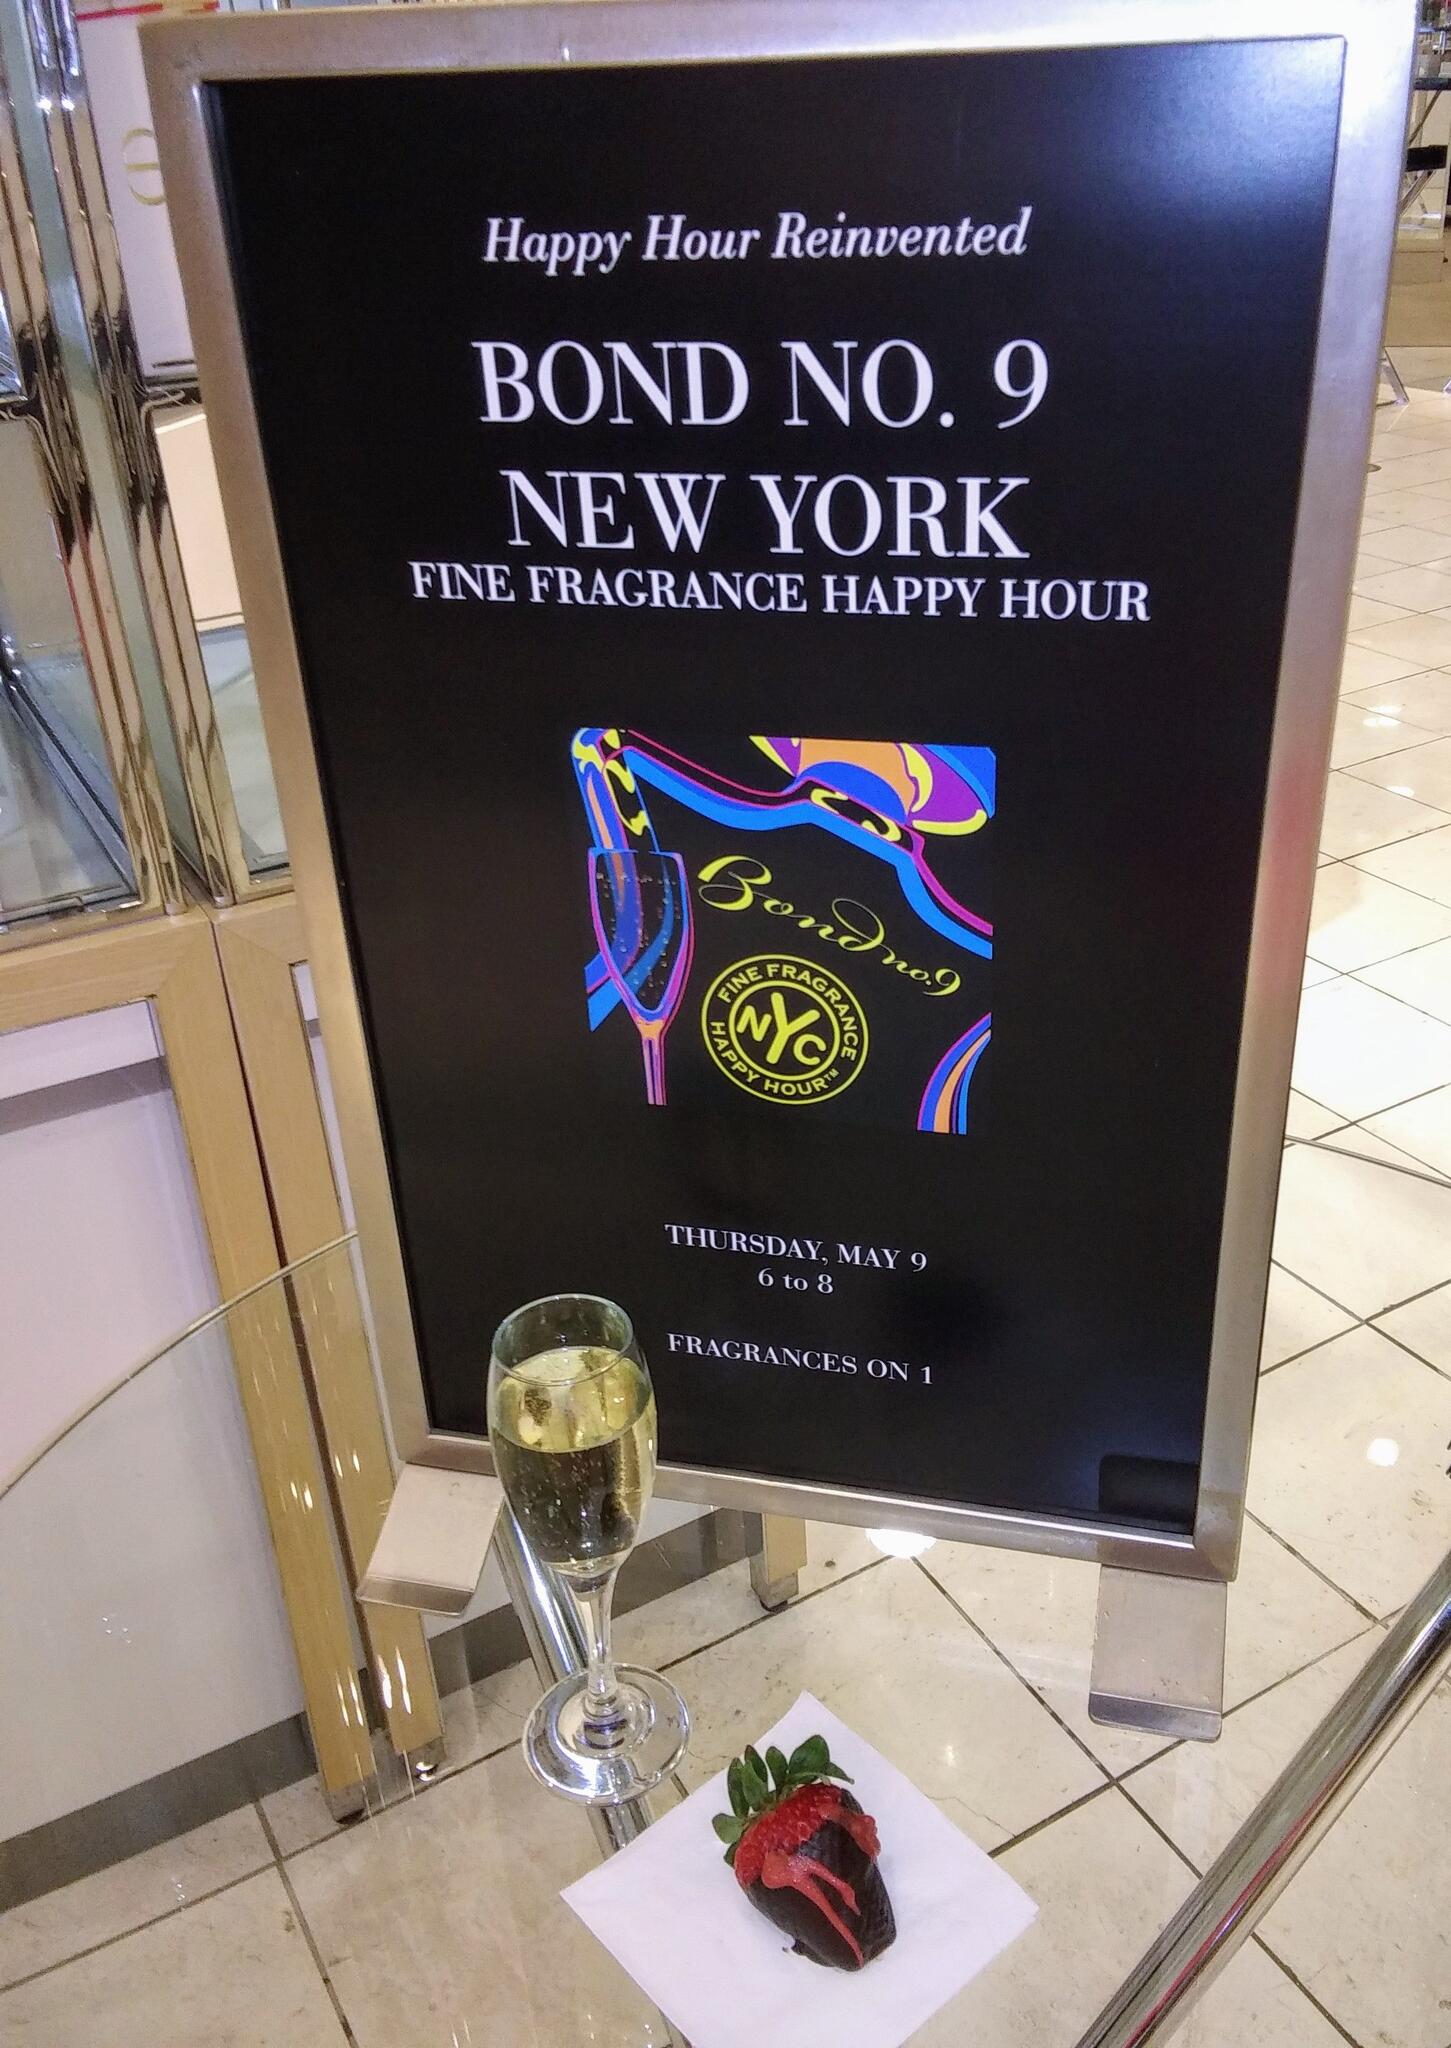 Happy Hour Reinvented
BOND NO. 9
NEW YORK
FINE FRAGRANCE HAPPY HOUR
Bond no.9
FINE FRAGRANCE
NYC
HAPPY HOUR™
THURSDAY, MAY 9
6 to 8
FRAGRANCES ON 1